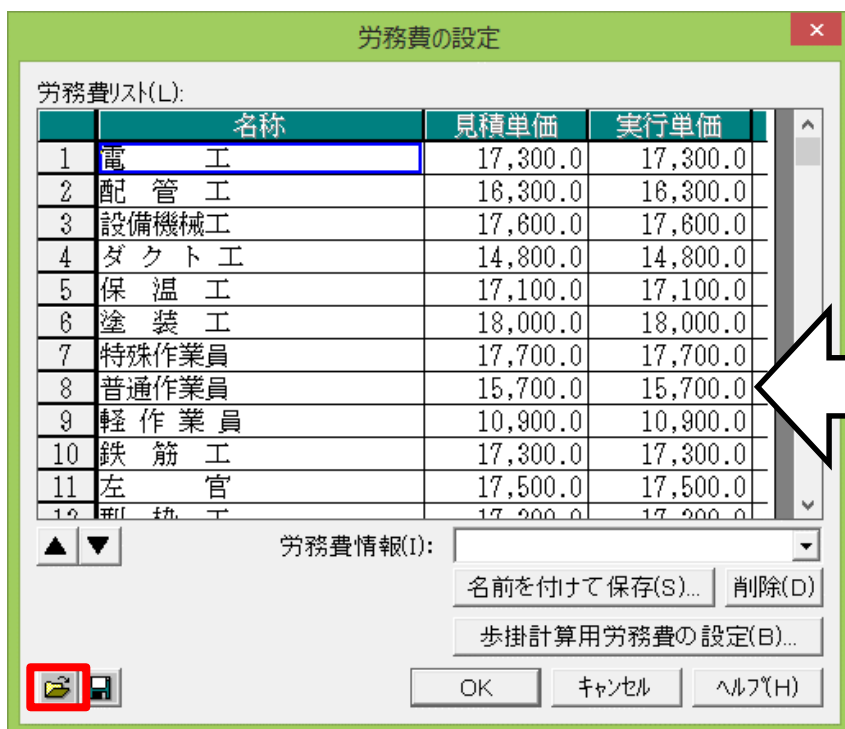 労務費の設定
労務費リスト(L):
名称 見積単価 実行単価
1 電 工 17,300.0 17,300.0
2 配 管 工 16,300.0 16,300.0
3 設備機械工 17,600.0 17,600.0
4 ダ ク ト 工 14,800.0 14,800.0
5 保 温 工 17,100.0 17,100.0
6 塗 装 工 18,000.0 18,000.0
7 特殊作業員 17,700.0 17,700.0
8 普通作業員 15,700.0 15,700.0
9 軽 作 業 員 10,900.0 10,900.0
10 鉄 筋 工 17,300.0 17,300.0
11 左 官 17,500.0 17,500.0
労務費情報(I):
名前を付けて保存(S)... 削除(D)
歩掛計算用労務費の設定(B)...
OK キャンセル ヘルプ(H)